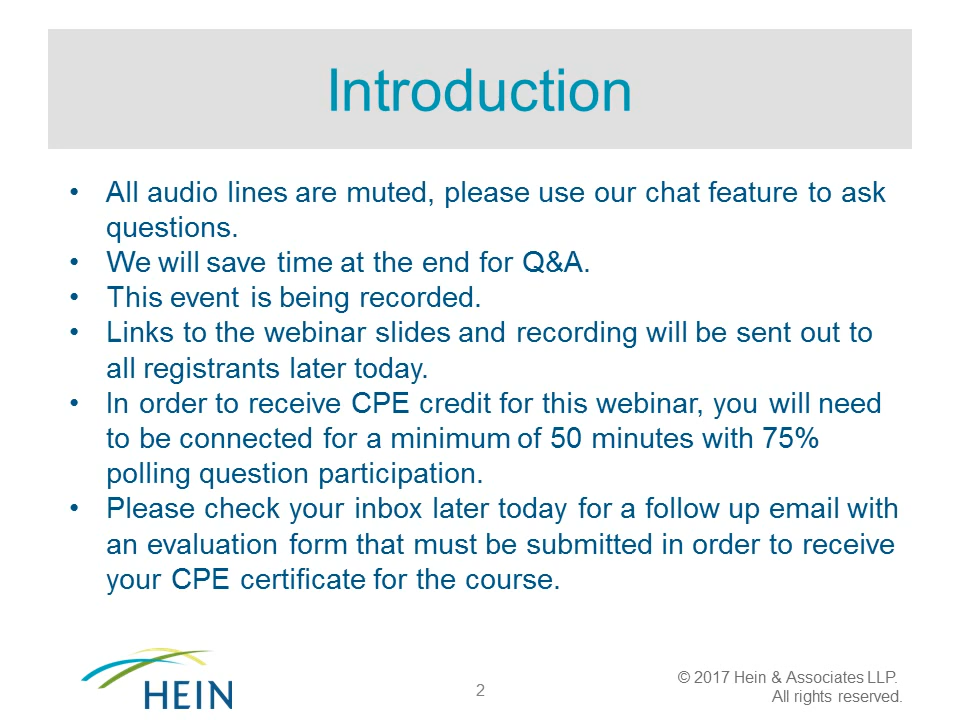 Introduction
• All audio lines are muted, please use our chat feature to ask
questions.
• We will save time at the end for Q&A.
• This event is being recorded.
• Links to the webinar slides and recording will be sent out to
all registrants later today.
• In order to receive CPE credit for this webinar, you will need
to be connected for a minimum of 50 minutes with 75%
polling question participation.
• Please check your inbox later today for a follow up email with
an evaluation form that must be submitted in order to receive
your CPE certificate for the course.
HEIN
2
© 2017 Hein & Associates LLP.
All rights reserved.